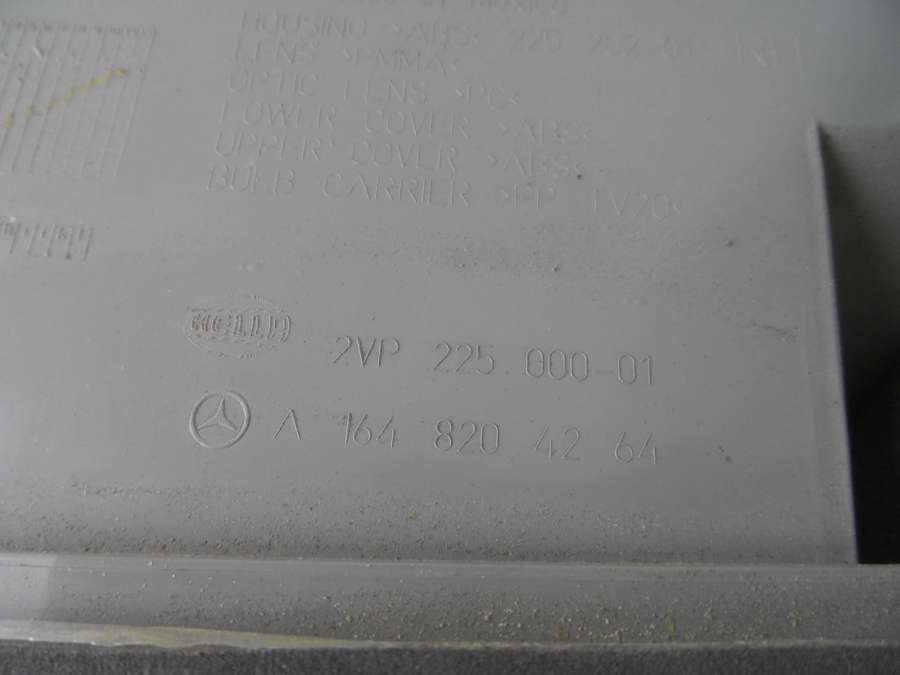 MEXICO
HOUSING >ABS<
LENS >PMMA<
OPTIC LENS >PC<
LOWER COVER >ABS<
UPPER COVER >ABS<
BULB CARRIER >PP TV20<
HELLA
2VP 225 000-01
A 164 820 42 64